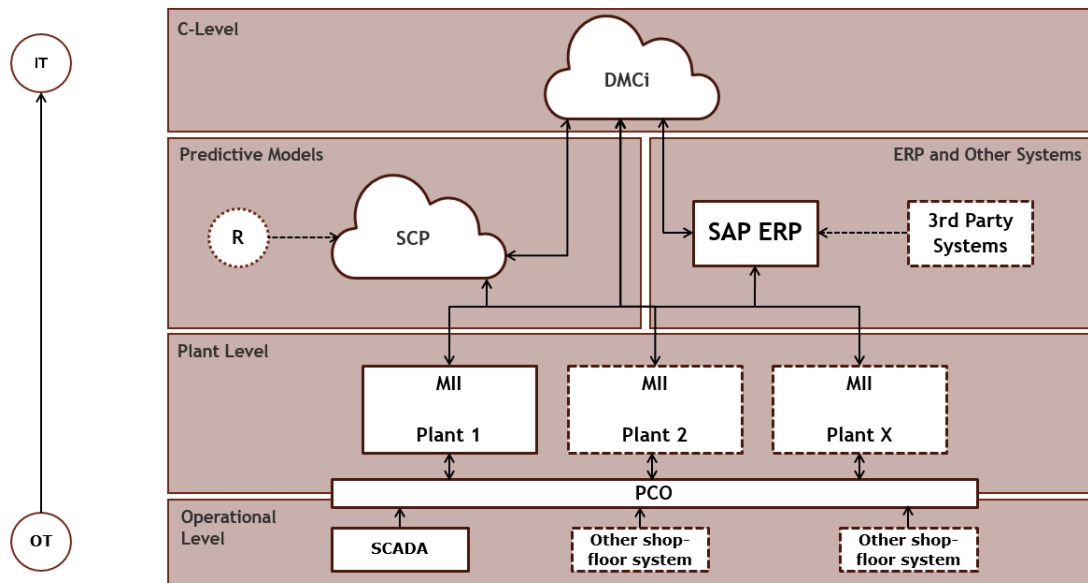 C-Level
IT
DMCi
Predictive Models
ERP and Other Systems
R
SCP
SAP ERP
3rd Party
Systems
Plant Level
MII
Plant 1
MII
Plant 2
MII
Plant X
PCO
Operational
Level
OT
SCADA
Other shop-
floor system
Other shop-
floor system